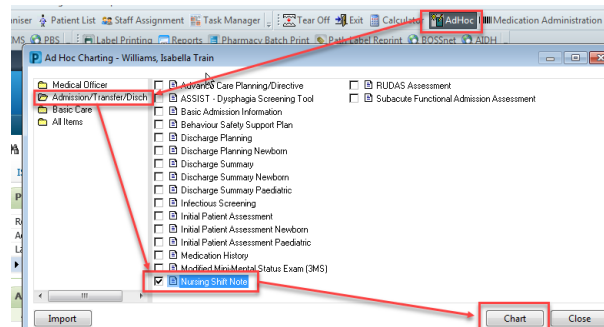 niser Patient List Staff Assignment Task Manager Tear Off Exit Calculator AdHoc Medication Administration
MS PBS Label Printing Reports Pharmacy Batch Print Path Label Reprint BOSSnet AIDH
Ad Hoc Charting - Williams, Isabella Train
Medical Officer
Admission/Transfer/Disch
Basic Care
All Items
Advance Care Planning/Directive
ASSIST - Dysphagia Screening Tool
Basic Admission Information
Behaviour Safety Support Plan
Discharge Planning
Discharge Planning Newborn
Discharge Summary
Discharge Summary Newborn
Discharge Summary Paediatric
Infectious Screening
Initial Patient Assessment
Initial Patient Assessment Newborn
Initial Patient Assessment Paediatric
Medication History
Modified Mini-Mental Status Exam (3MS)
Nursing Shift Note
RUDAS Assessment
Subacute Functional Admission Assessment
Import
Chart
Close